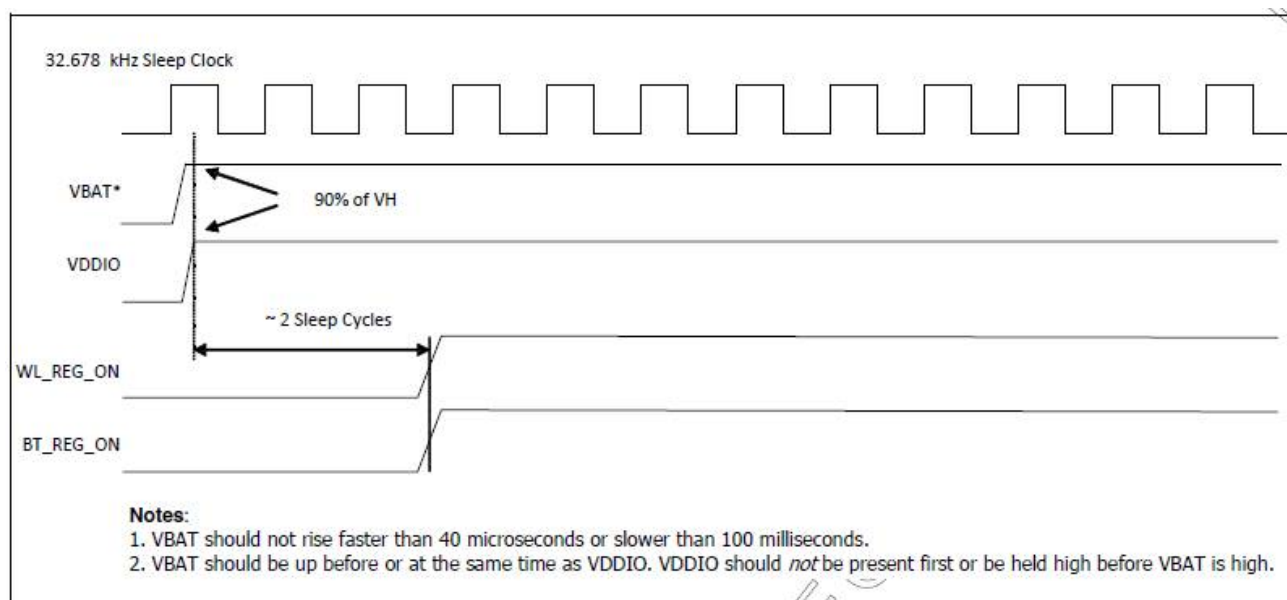 32.678 kHz Sleep Clock
VBAT*
90% of VH
VDDIO
~ 2 Sleep Cycles
WL_REG_ON
BT_REG_ON
Notes:
1. VBAT should not rise faster than 40 microseconds or slower than 100 milliseconds.
2. VBAT should be up before or at the same time as VDDIO. VDDIO should not be present first or be held high before VBAT is high.